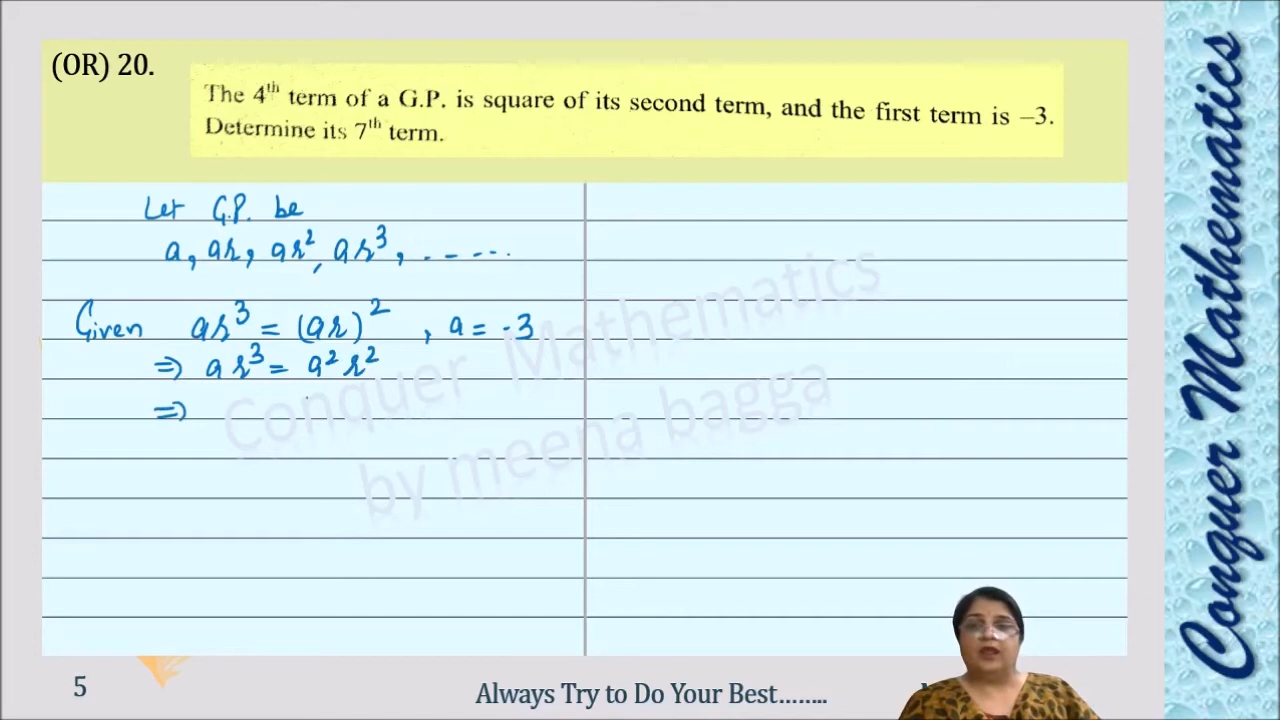 (OR) 20.
The 4th term of a G.P. is square of its second term, and the first term is –3.
Determine its 7th term.
Let G.P. be
a, ar, ar², ar³, .......
Given ar³ = (ar)² , a = -3
⇒ ar³ = a² r²
⇒
Conquer Mathematics
by meena bagga
Conquer Mathematics
5
Always Try to Do Your Best........